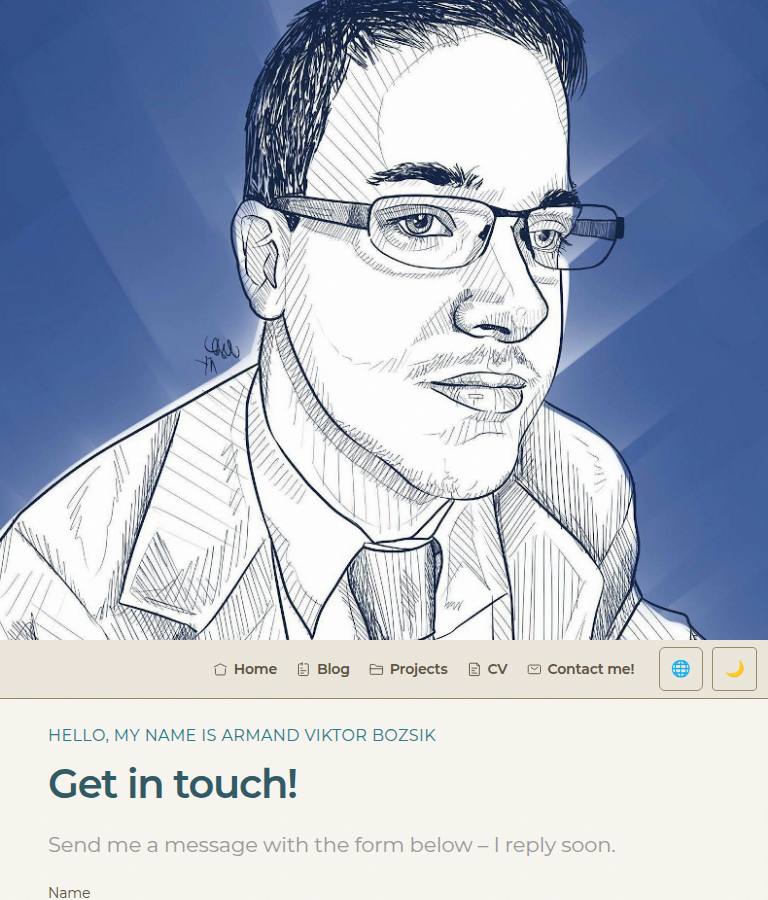 Home Blog Projects CV Contact me!
HELLO, MY NAME IS ARMAND VIKTOR BOZSIK
Get in touch!
Send me a message with the form below – I reply soon.
Name